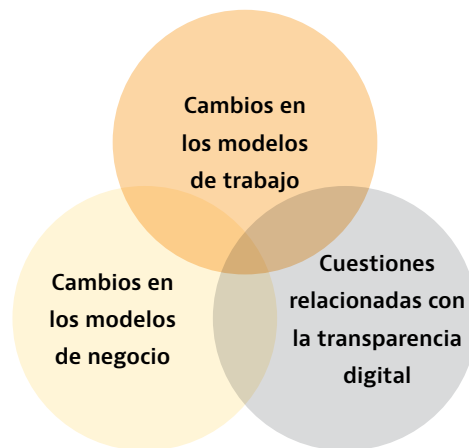 Cambios en
los modelos
de trabajo
Cambios en
los modelos
de negocio
Cuestiones
relacionadas con
la transparencia
digital